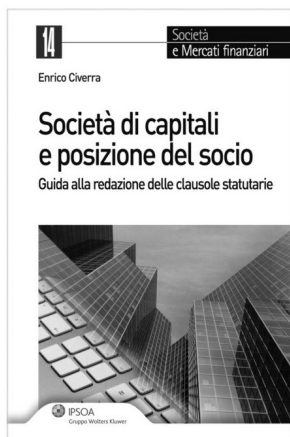 14
Società
e Mercati finanziari
Enrico Civerra
Società di capitali
e posizione del socio
Guida alla redazione delle clausole statutarie
IPSOA
Gruppo Wolters Kluwer